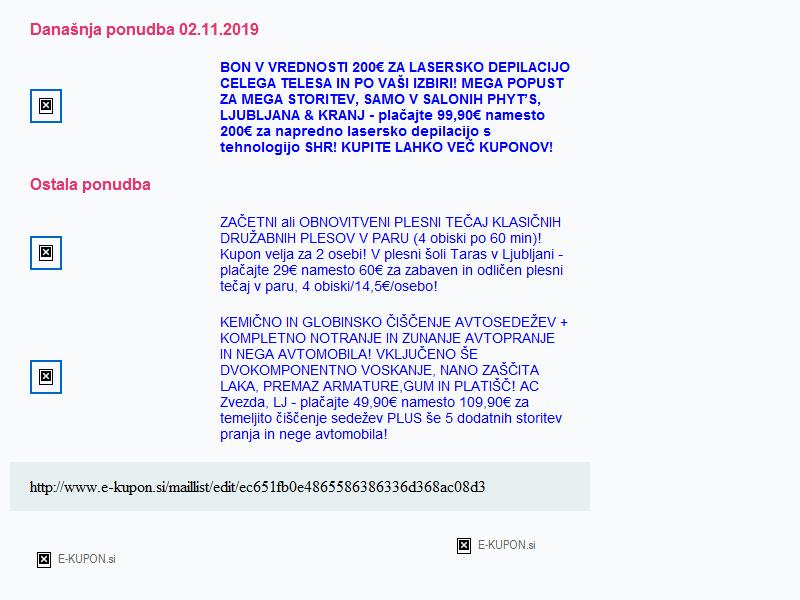 Današnja ponudba 02.11.2019
BON V VREDNOSTI 200€ ZA LASERSKO DEPILACIJO
CELEGA TELESA IN PO VAŠI IZBIRI! MEGA POPUST
ZA MEGA STORITEV, SAMO V SALONIH PHYT'S,
LJUBLJANA & KRANJ - plačajte 99,90€ namesto
200€ za napredno lasersko depilacijo s
tehnologijo SHR! KUPITE LAHKO VEČ KUPONOV!
Ostala ponudba
ZAČETNI ali OBNOVITVENI PLESNI TEČAJ KLASIČNIH
DRUŽABNIH PLESOV V PARU (4 obiski po 60 min)!
Kupon velja za 2 osebi! V plesni šoli Taras v Ljubljani -
plačajte 29€ namesto 60€ za zabaven in odličen plesni
tečaj v paru, 4 obiski/14,5€/osebo!
KEMIČNO IN GLOBINSKO ČIŠČENJE AVTOSEDEŽEV +
KOMPLETNO NOTRANJE IN ZUNANJE AVTOPRANJE
IN NEGA AVTOMOBILA! VKLJUČENO ŠE
DVOKOMPONENTNO VOSKANJE, NANO ZAŠČITA
LAKA, PREMAZ ARMATURE,GUM IN PLATIŠČ! AC
Zvezda, LJ - plačajte 49,90€ namesto 109,90€ za
temeljito čiščenje sedežev PLUS še 5 dodatnih storitev
pranja in nege avtomobila!
http://www.e-kupon.si/maillist/edit/ec651fb0e4865586386336d368ac08d3
E-KUPON.si
E-KUPON.si